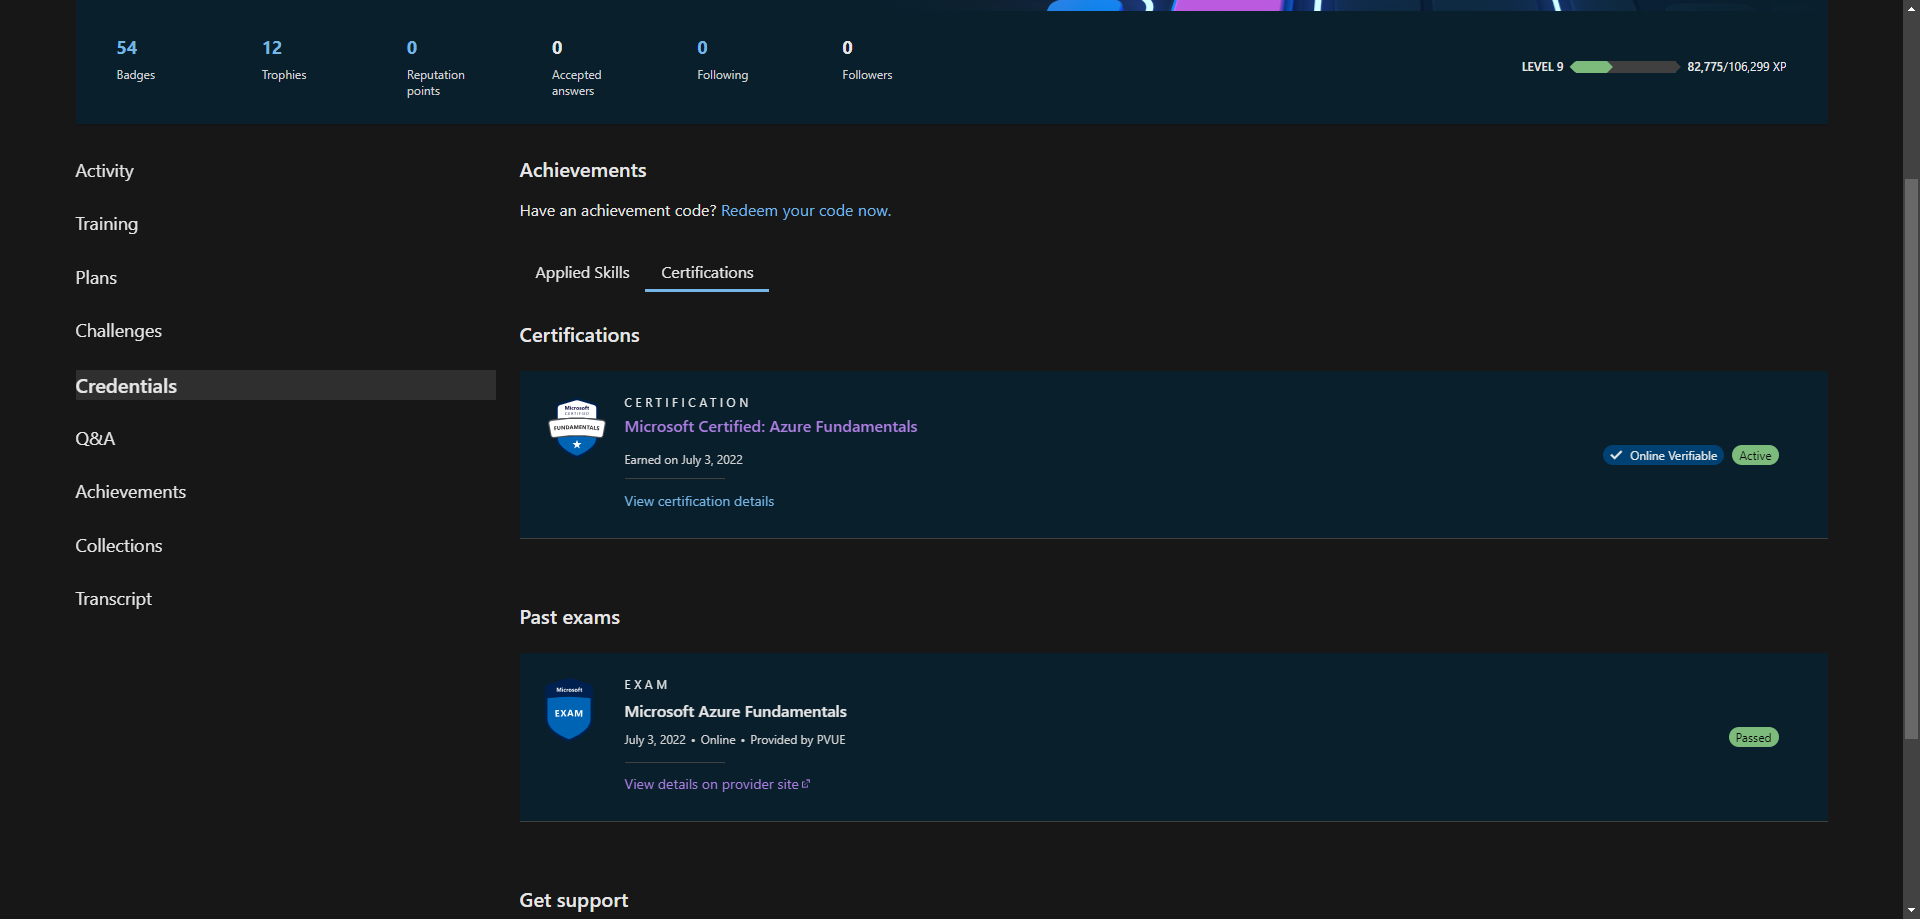 54
Badges
12
Trophies
0
Reputation
points
0
Accepted
answers
0
Following
0
Followers
LEVEL 9
82,775/106,299 XP
Activity
Training
Plans
Challenges
Credentials
Q&A
Achievements
Collections
Transcript
Achievements
Have an achievement code? Redeem your code now.
Applied Skills
Certifications
Certifications
Microsoft
CERTIFIED
FUNDAMENTALS
CERTIFICATION
Microsoft Certified: Azure Fundamentals
Earned on July 3, 2022
View certification details
Online Verifiable
Active
Past exams
Microsoft
EXAM
EXAM
Microsoft Azure Fundamentals
July 3, 2022 • Online • Provided by PVUE
View details on provider site
Passed
Get support